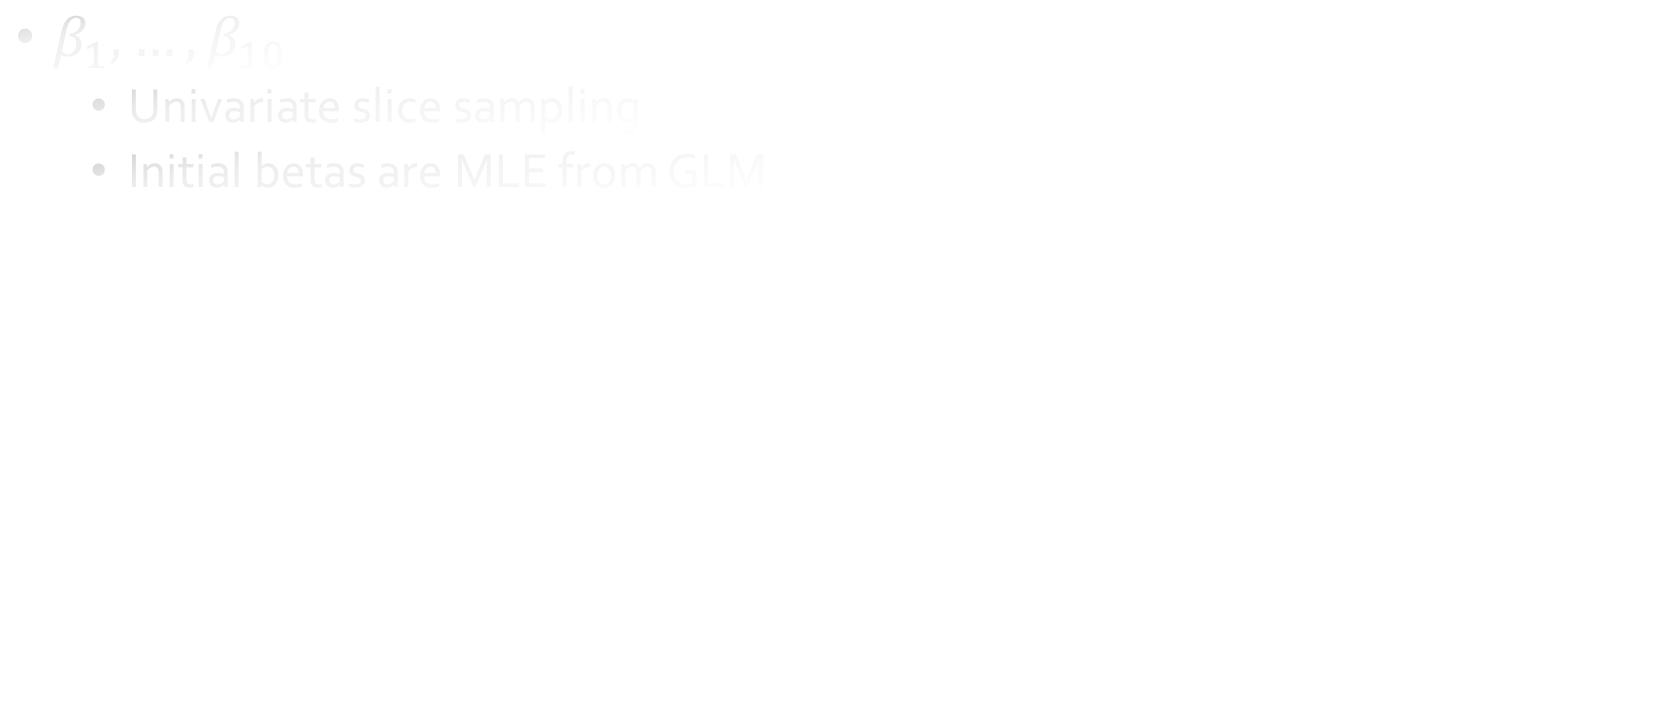 • β₁, … , β₁₀
• Univariate slice sampling
• Initial betas are MLE from GLM